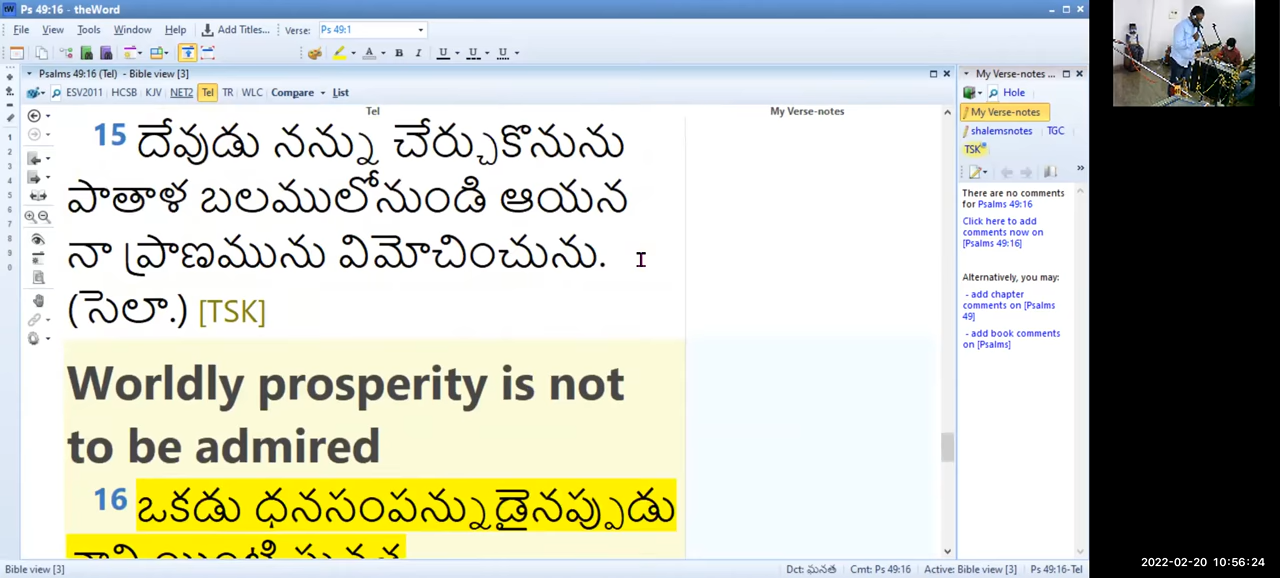 Ps 49:16 - theWord
File View Tools Window Help Add Titles... Verse: Ps 49:1
Psalms 49:16 (Tel) - Bible view [3]
ESV2011 HCSB KJV NET2 Tel TR WLC Compare List
Tel
My Verse-notes
15 దేవుడు నన్ను చేర్చుకొనును
పాతాళ బలములోనుండి ఆయన
నా ప్రాణమును విమోచించును.
(సెలా.) [TSK]
Worldly prosperity is not
to be admired
16 ఒకడు ధనసంపన్నుడైనప్పుడు
My Verse-notes ...
Hole
My Verse-notes
shalemsnotes TGC
TSK
There are no comments
for Psalms 49:16
Click here to add
comments now on
[Psalms 49:16]
Alternatively, you may:
- add chapter
comments on [Psalms
49]
- add book comments
on [Psalms]
Bible view [3]
Dct: ఘనత Cmt: Ps 49:16 Active: Bible view [3] Ps 49:16-Tel
2022-02-20 10:56:24